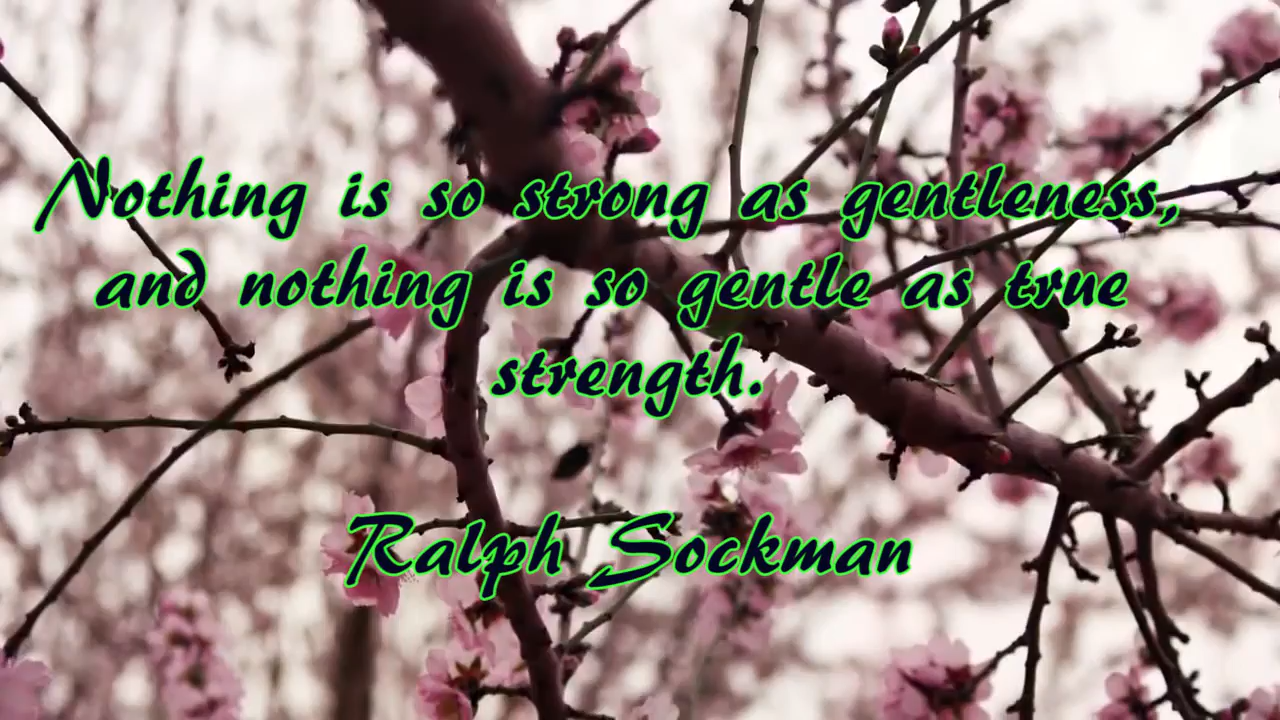 Nothing is so strong as gentleness,
and nothing is so gentle as true
strength.
Ralph Sockman